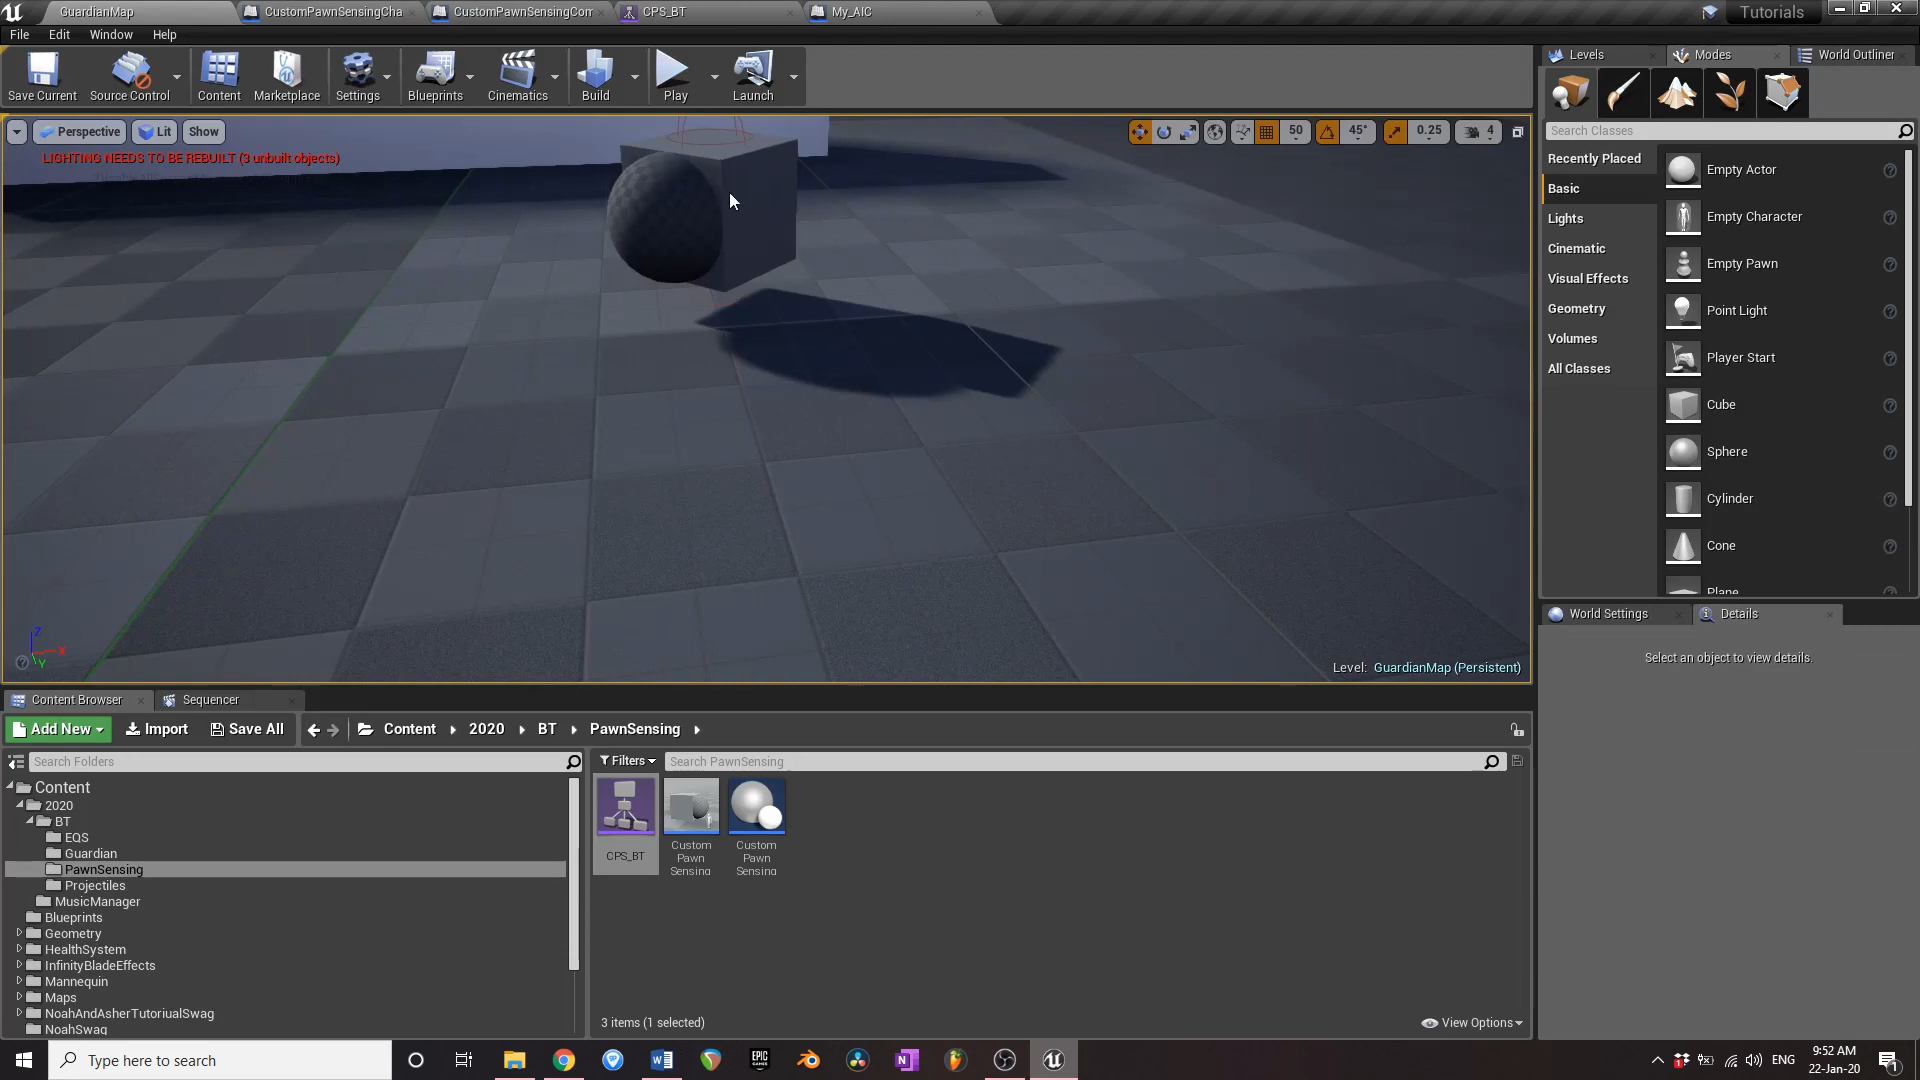 GuardianMap
CustomPawnSensingCha
CustomPawnSensingCom
CPS_BT
My_AIC
Tutorials
File
Edit
Window
Help
Save Current
Source Control
Content
Marketplace
Settings
Blueprints
Cinematics
Build
Play
Launch
Perspective
Lit
Show
50
45°
0.25
4
LIGHTING NEEDS TO BE REBUILT (3 unbuilt objects)
Level: GuardianMap (Persistent)
Z
X
Y
Levels
Modes
World Outliner
Search Classes
Recently Placed
Basic
Lights
Cinematic
Visual Effects
Geometry
Volumes
All Classes
Empty Actor
Empty Character
Empty Pawn
Point Light
Player Start
Cube
Sphere
Cylinder
Cone
Plane
World Settings
Details
Select an object to view details.
Content Browser
Sequencer
Add New
Import
Save All
Content
2020
BT
PawnSensing
Search Folders
Filters
Search PawnSensing
Content
2020
BT
EQS
Guardian
PawnSensing
Projectiles
MusicManager
Blueprints
Geometry
HealthSystem
InfinityBladeEffects
Mannequin
Maps
NoahAndAsherTutoriualSwag
NoahSwag
CPS_BT
Custom
Pawn
Sensing
Custom
Pawn
Sensing
3 items (1 selected)
View Options
Type here to search
EPIC
GAMES
ENG
9:52 AM
22-Jan-20
1